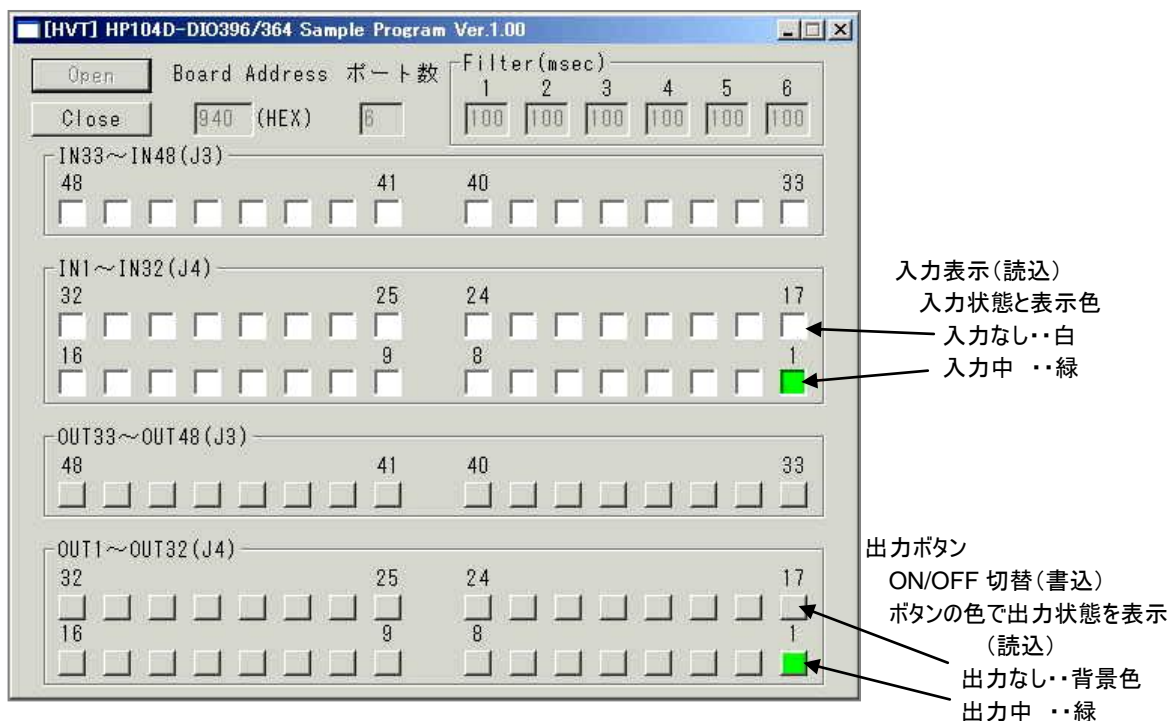 [HVT] HP104D-DIO396/364 Sample Program Ver.1.00
Open Board Address ポート数 Filter(msec)
1 2 3 4 5 6
Close 940 (HEX) 6 100 100 100 100 100 100
IN33～IN48(J3)
48 41 40 33
IN1～IN32(J4)
32 25 24 17
16 9 8 1
OUT33～OUT48(J3)
48 41 40 33
OUT1～OUT32(J4)
32 25 24 17
16 9 8 1
入力表示（読込）
入力状態と表示色
入力なし・・白
入力中 ・・緑
出力ボタン
ON/OFF 切替（書込）
ボタンの色で出力状態を表示
（読込）
出力なし・・背景色
出力中 ・・緑